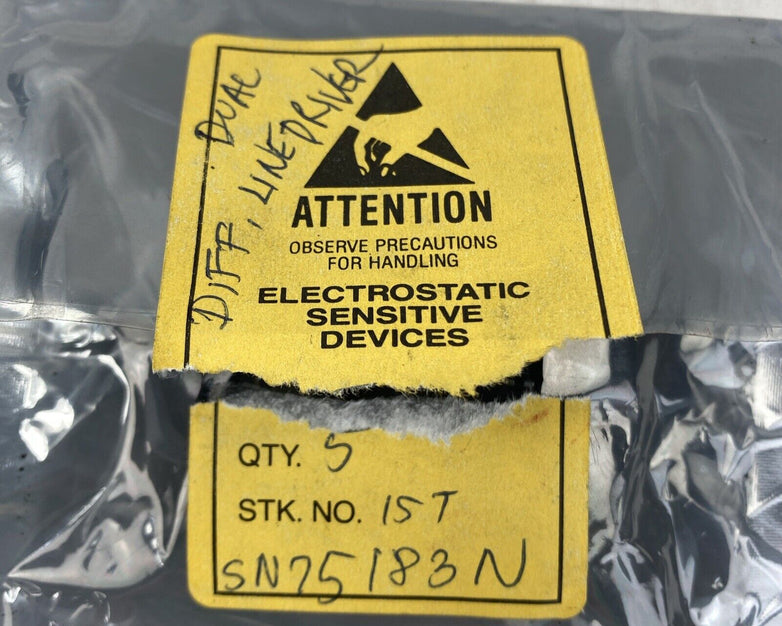 DUAL
DIFF. LINEDRIVER
ATTENTION
OBSERVE PRECAUTIONS
FOR HANDLING
ELECTROSTATIC
SENSITIVE
DEVICES
QTY. 5
STK. NO. 15T
SN75183N